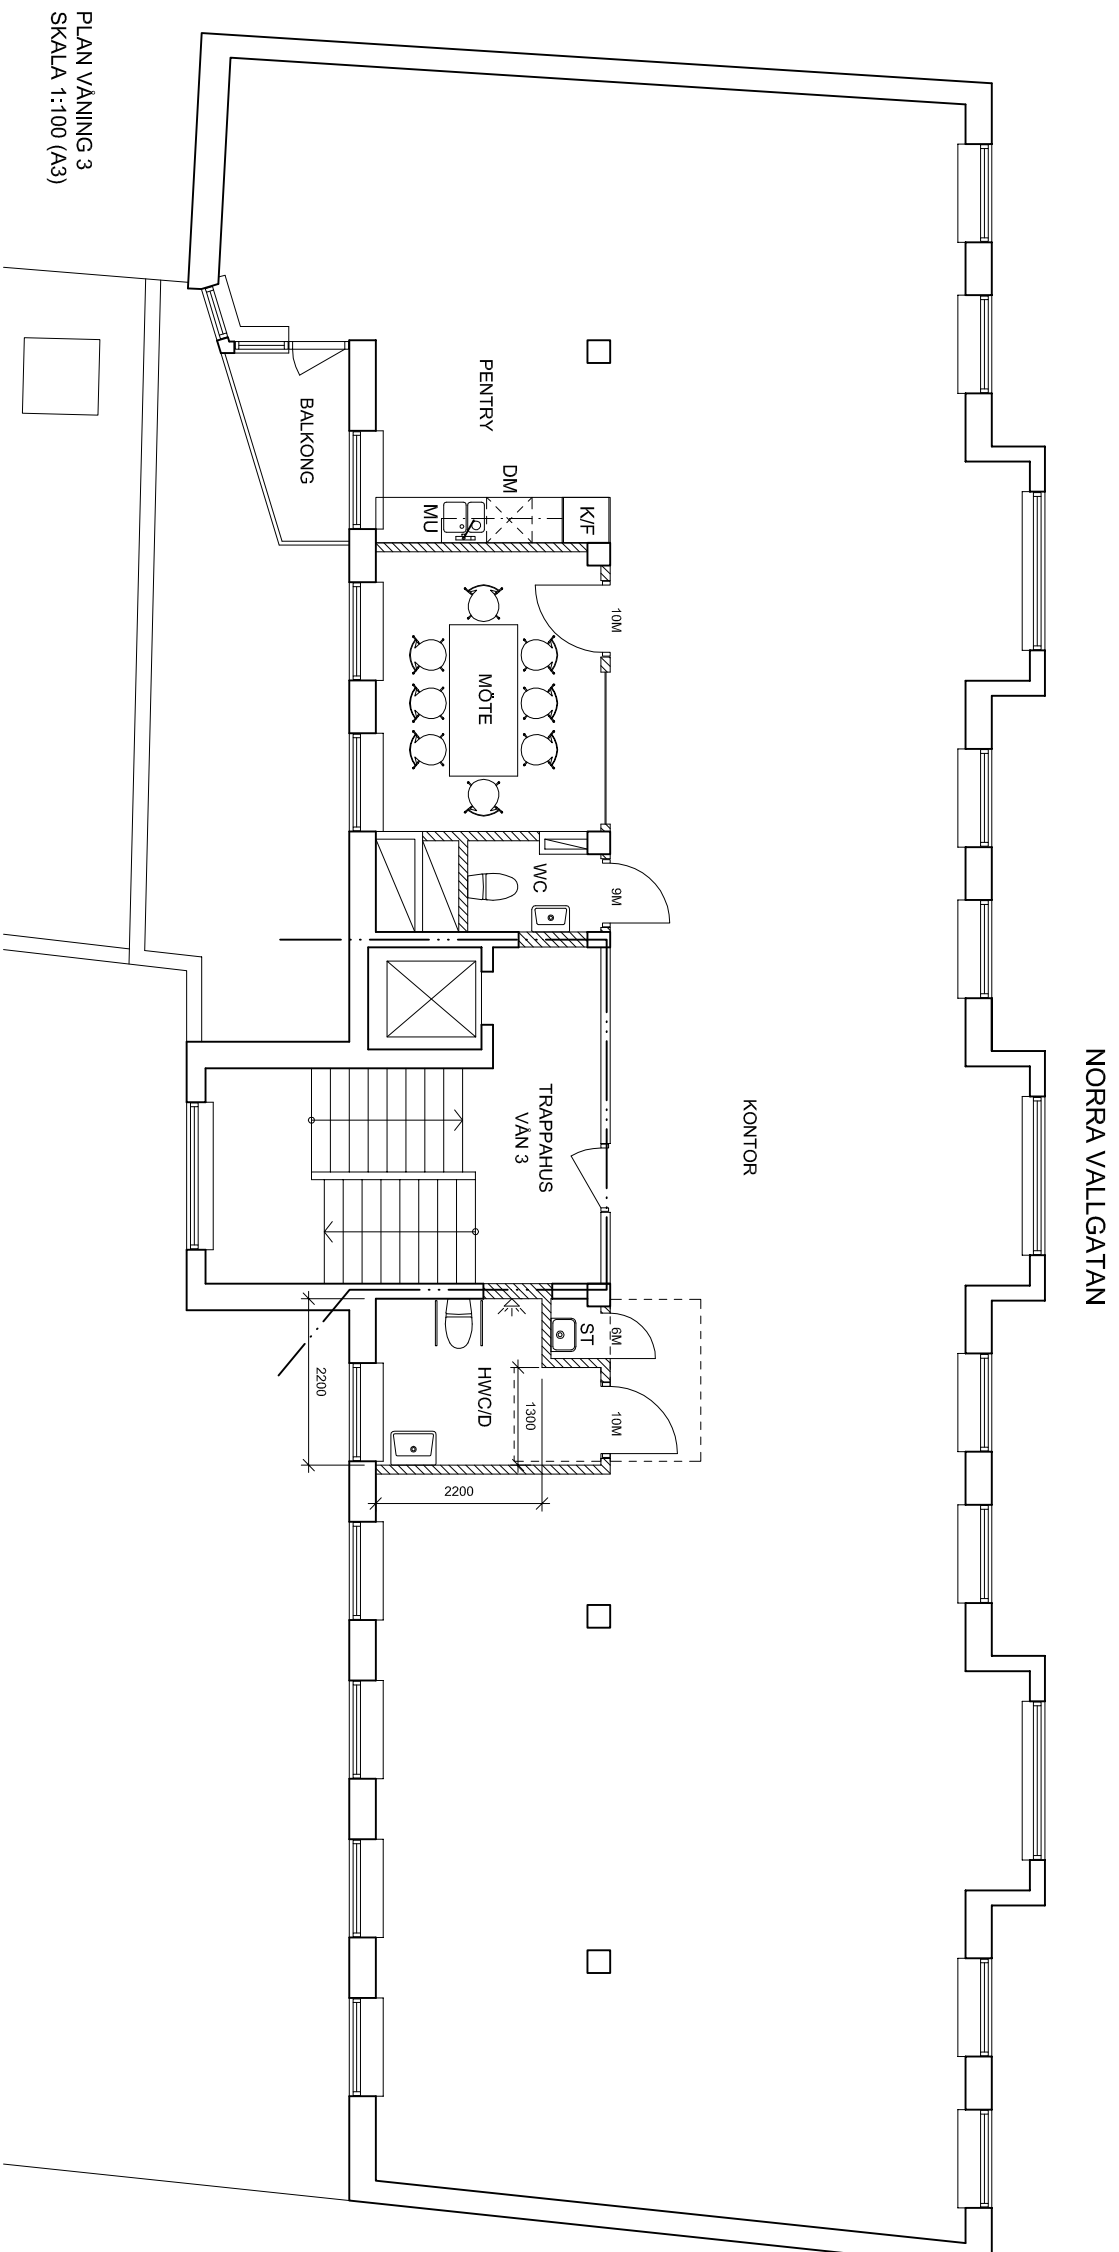 NORRA VALLGATAN
PLAN VÅNING 3
SKALA 1:100 (A3)
BALKONG
PENTRY
DM
MU
K/F
10M
MÖTE
WC
9M
TRAPPAHUS
VÅN 3
KONTOR
ST
6M
HWC/D
10M
1300
2200
2200